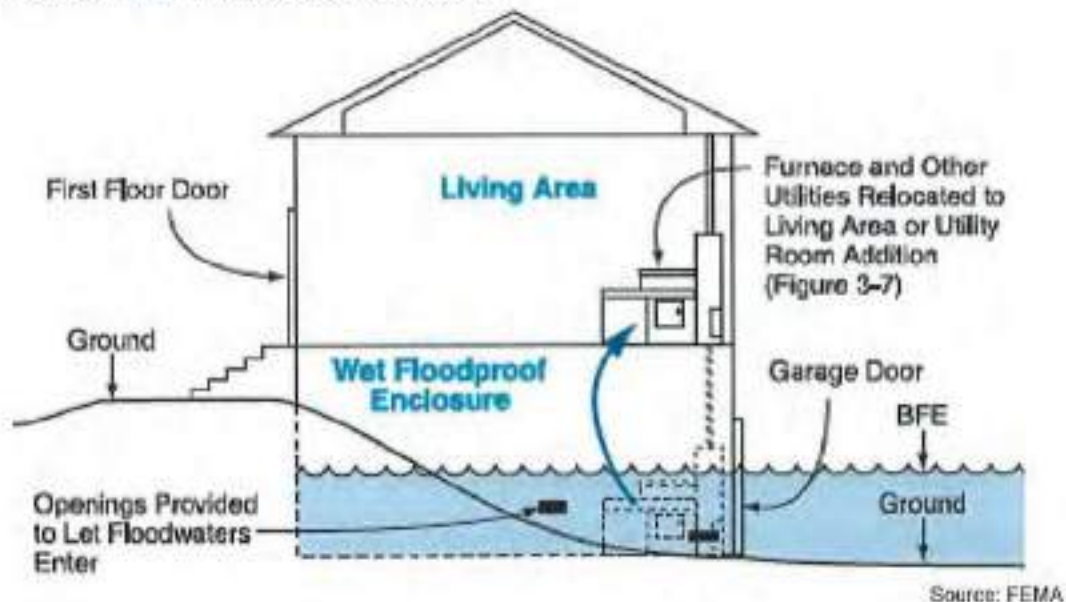 First Floor Door
Living Area
Furnace and Other
Utilities Relocated to
Living Area or Utility
Room Addition
(Figure 3-7)
Ground
Wet Floodproof
Enclosure
Garage Door
BFE
Openings Provided
to Let Floodwaters
Enter
Ground
Source: FEMA